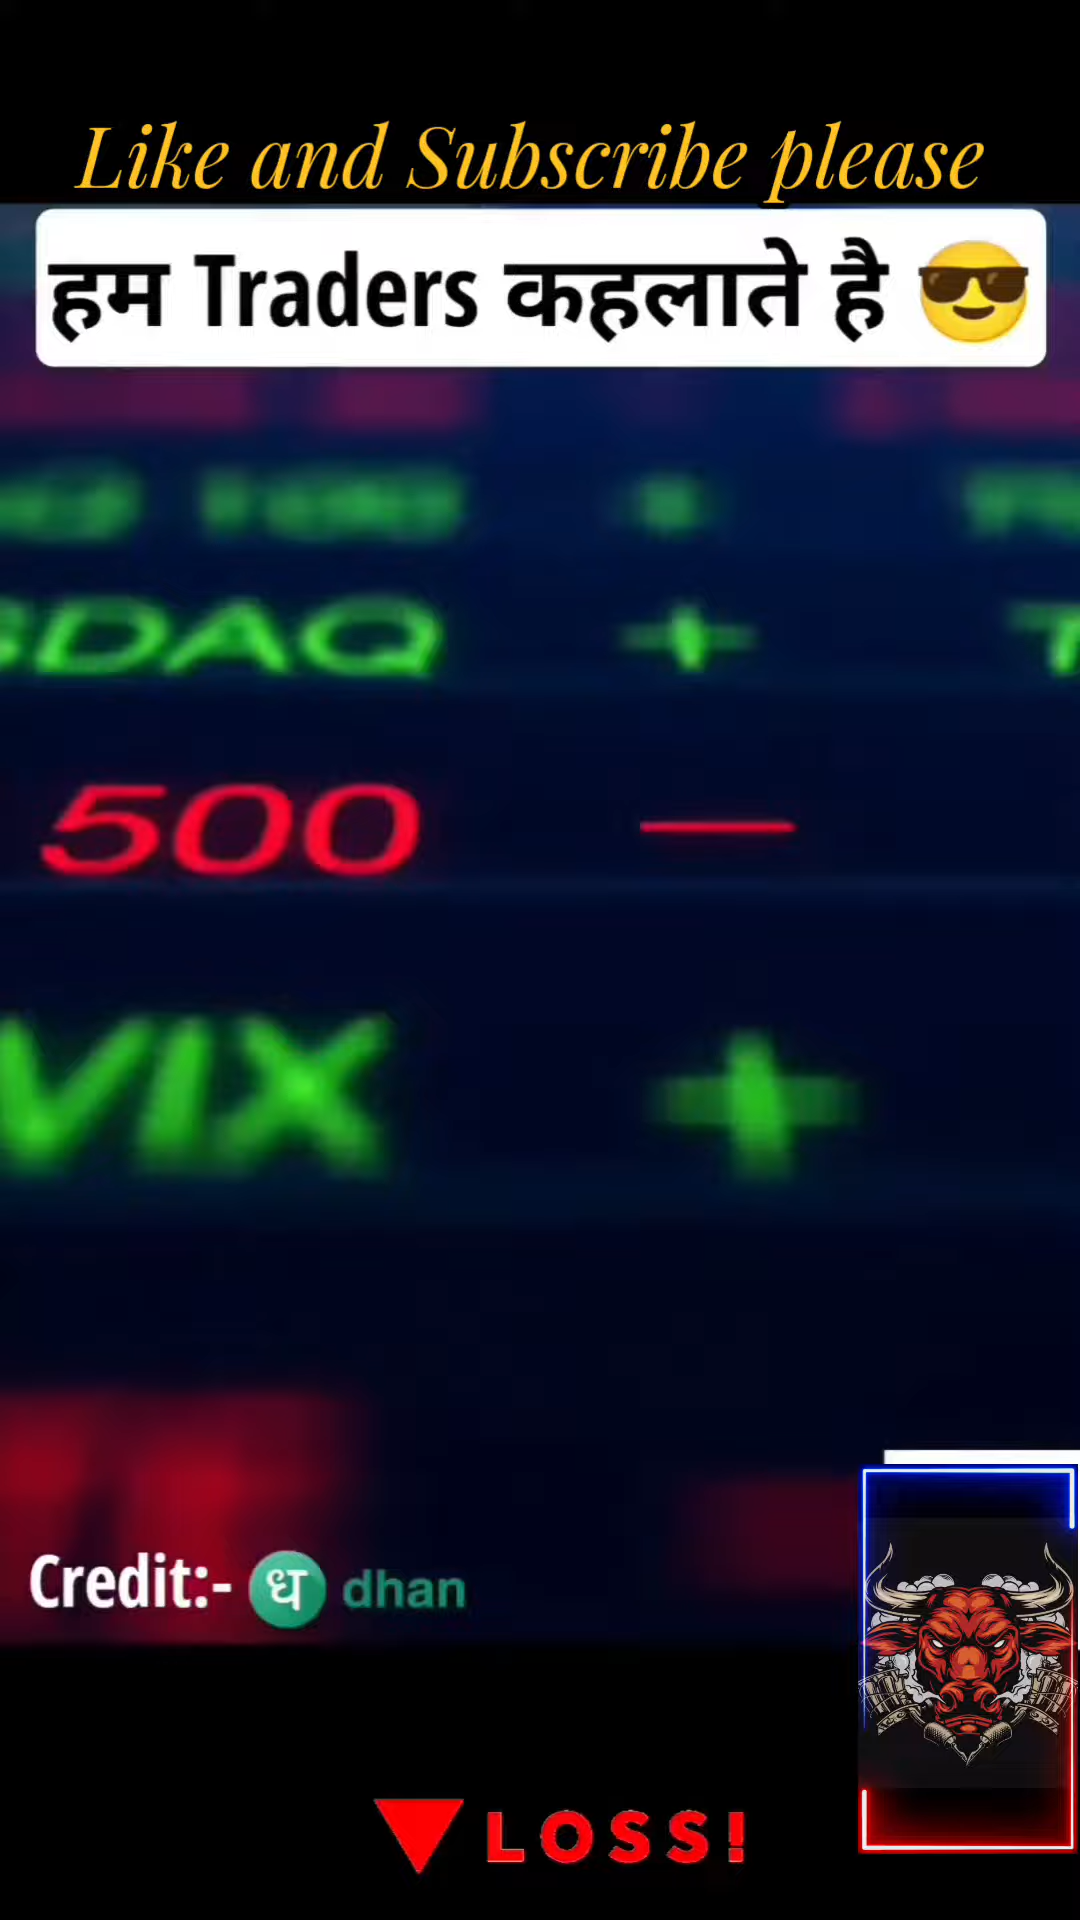 Like and Subscribe please
हम Traders कहलाते है 😎
DAQ +
500 —
VIX +
Credit:- ध dhan
LOSS!